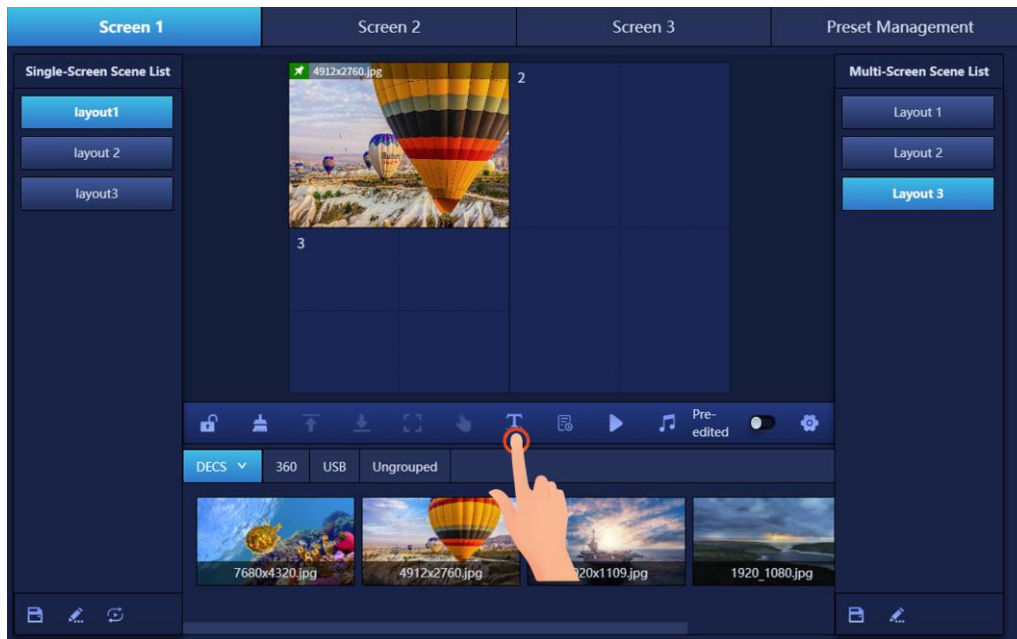 Screen 1
Screen 2
Screen 3
Preset Management
Single-Screen Scene List
layout1
layout 2
layout3
4912x2760.jpg
2
3
Multi-Screen Scene List
Layout 1
Layout 2
Layout 3
T
Pre-
edited
DECS
360
USB
Ungrouped
7680x4320.jpg
4912x2760.jpg
20x1109.jpg
1920_1080.jpg